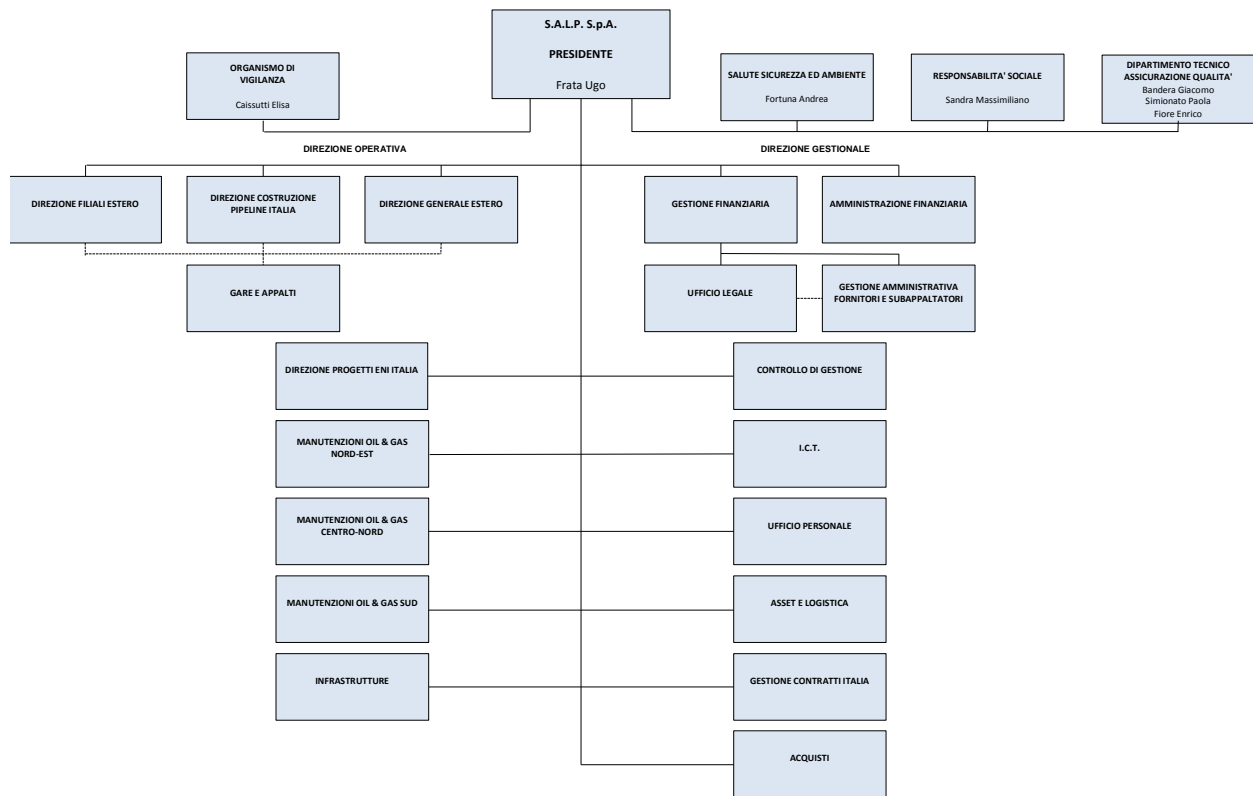 S.A.L.P. S.p.A.
PRESIDENTE
Frata Ugo
ORGANISMO DI
VIGILANZA
Caissutti Elisa
SALUTE SICUREZZA ED AMBIENTE
Fortuna Andrea
RESPONSABILITA' SOCIALE
Sandra Massimiliano
DIPARTIMENTO TECNICO
ASSICURAZIONE QUALITA'
Bandera Giacomo
Simionato Paola
Fiore Enrico
DIREZIONE OPERATIVA
DIREZIONE GESTIONALE
DIREZIONE FILIALI ESTERO
DIREZIONE COSTRUZIONE
PIPELINE ITALIA
DIREZIONE GENERALE ESTERO
GESTIONE FINANZIARIA
AMMINISTRAZIONE FINANZIARIA
GARE E APPALTI
UFFICIO LEGALE
GESTIONE AMMINISTRATIVA
FORNITORI E SUBAPPALTATORI
DIREZIONE PROGETTI ENI ITALIA
CONTROLLO DI GESTIONE
MANUTENZIONI OIL & GAS
NORD-EST
I.C.T.
MANUTENZIONI OIL & GAS
CENTRO-NORD
UFFICIO PERSONALE
MANUTENZIONI OIL & GAS SUD
ASSET E LOGISTICA
INFRASTRUTTURE
GESTIONE CONTRATTI ITALIA
ACQUISTI